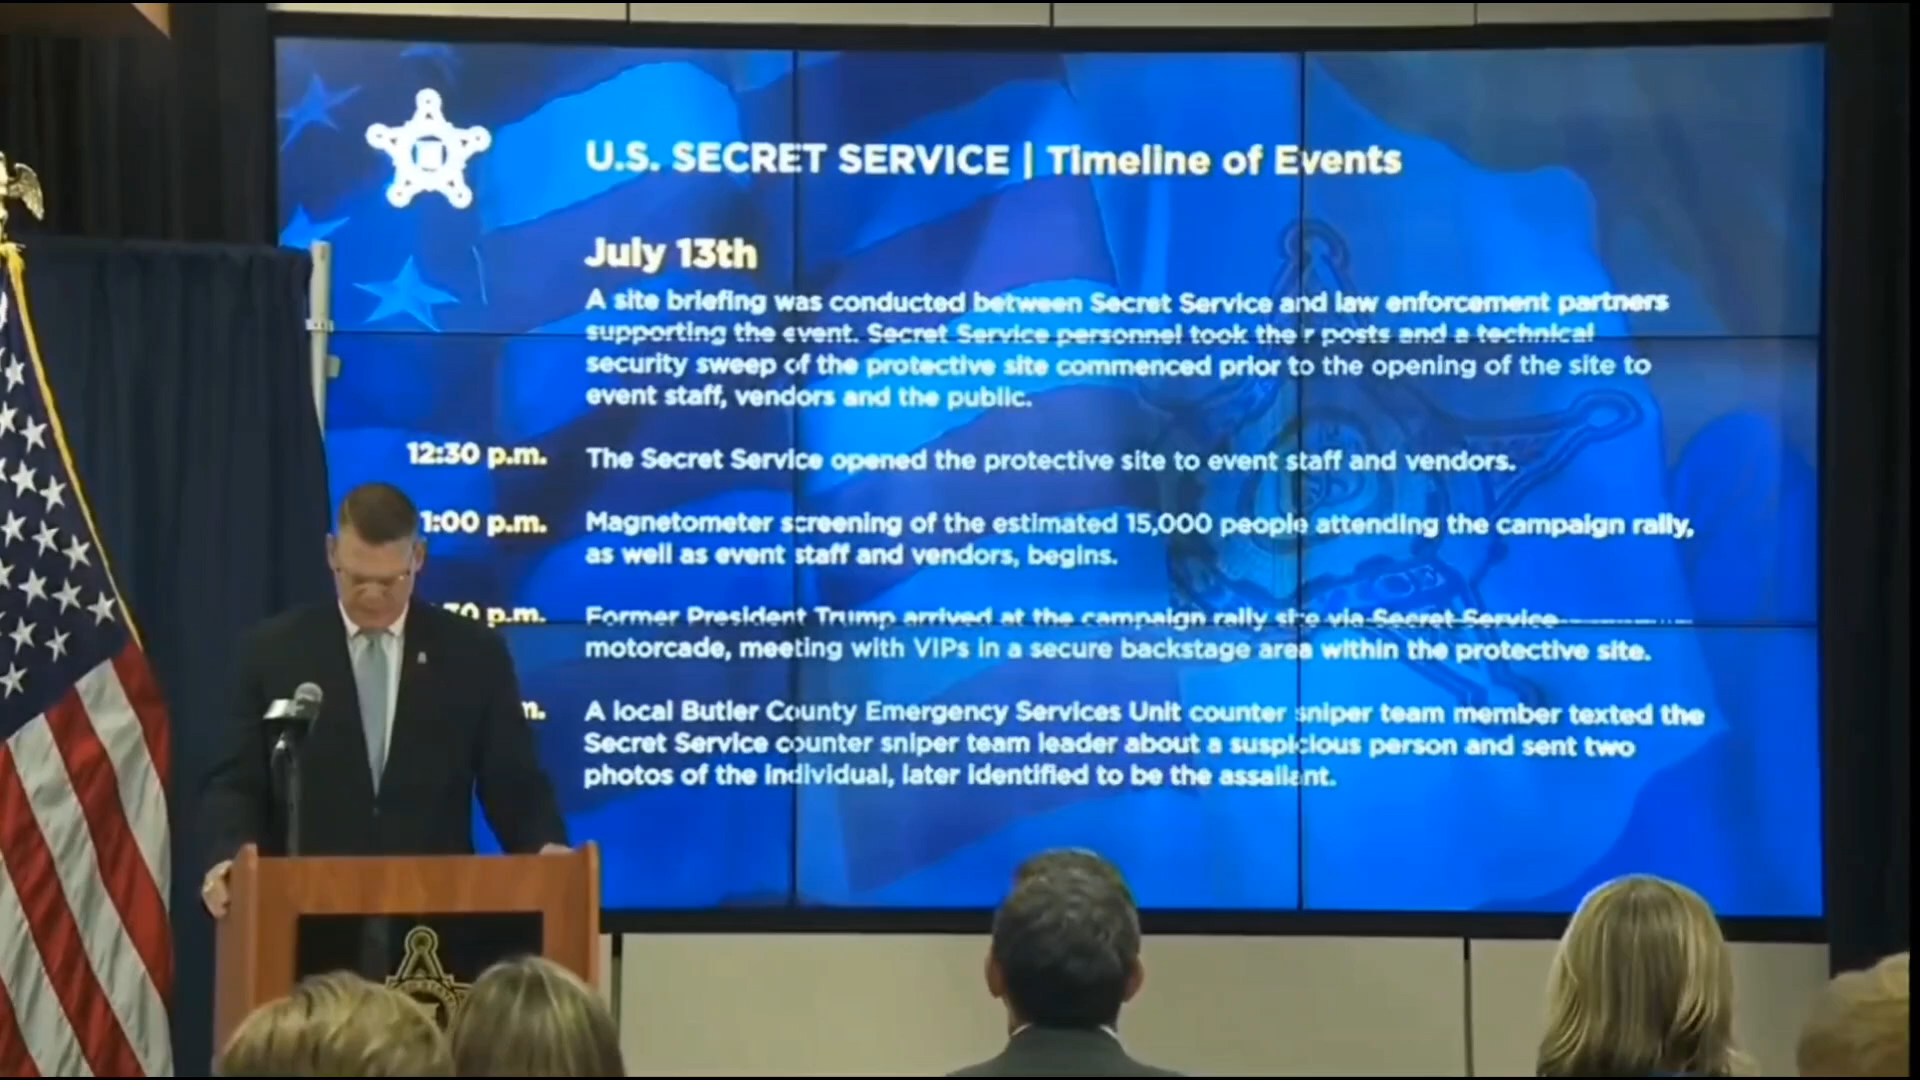 U.S. SECRET SERVICE | Timeline of Events
July 13th
A site briefing was conducted between Secret Service and law enforcement partners
supporting the event. Secret Service personnel took the r posts and a technical
security sweep of the protective site commenced prior to the opening of the site to
event staff, vendors and the public.
12:30 p.m. The Secret Service opened the protective site to event staff and vendors.
1:00 p.m. Magnetometer screening of the estimated 15,000 people attending the campaign rally,
as well as event staff and vendors, begins.
p.m. Former President Trump arrived at the campaign rally site via Secret Service
motorcade, meeting with VIPs in a secure backstage area within the protective site.
A local Butler County Emergency Services Unit counter sniper team member texted the
Secret Service counter sniper team leader about a suspicious person and sent two
photos of the individual, later identified to be the assailant.